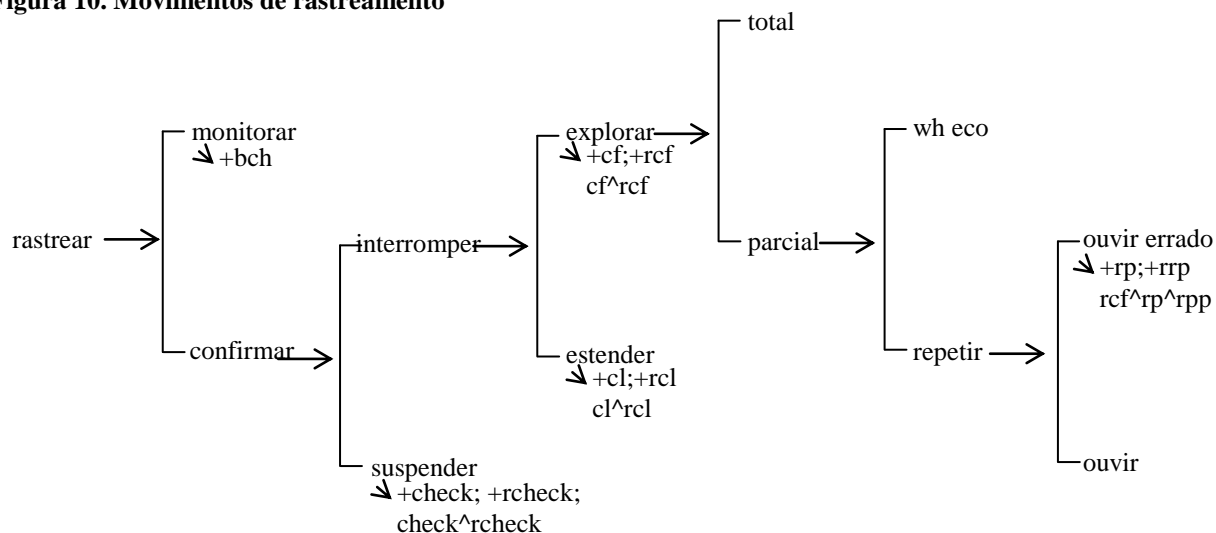 Figura 10. Movimentos de rastreamento
total
monitorar
+bch
explorar
+cf;+rcf
cf^rcf
wh eco
rastrear
interromper
parcial
ouvir errado
+rp;+rrp
rcf^rp^rpp
confirmar
estender
+cl;+rcl
cl^rcl
repetir
suspender
+check; +rcheck;
check^rcheck
ouvir